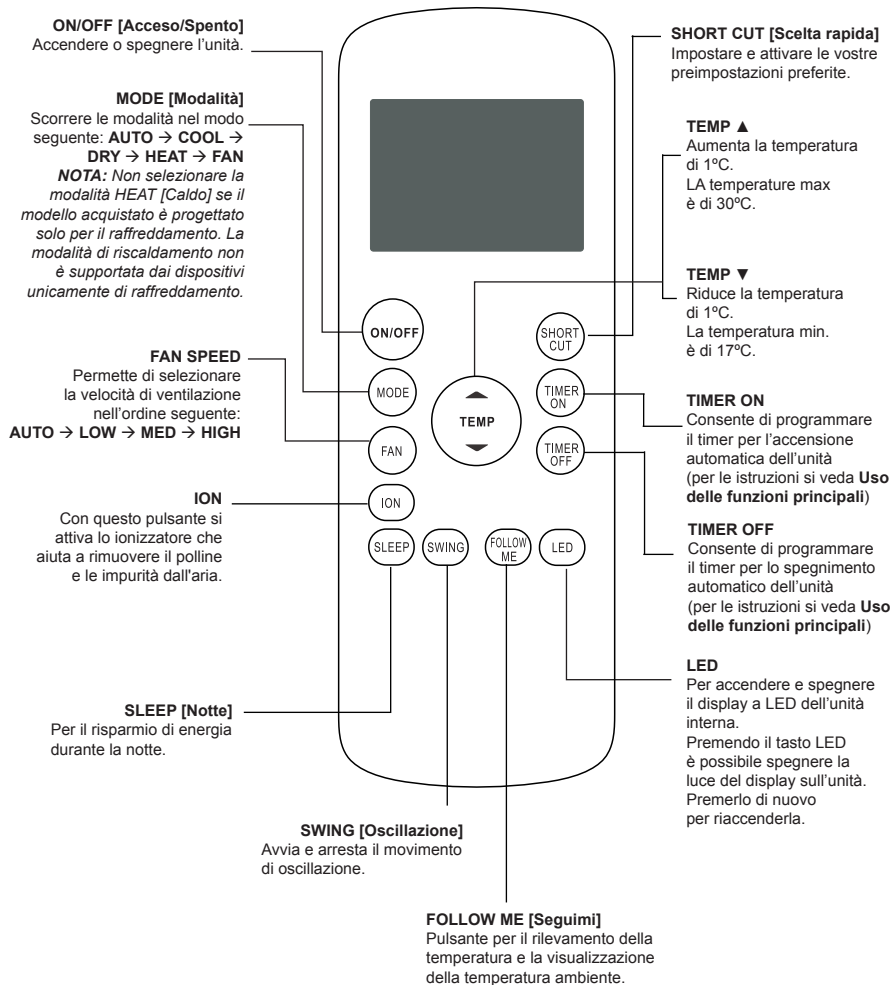 ON/OFF [Acceso/Spento]
Accendere o spegnere l'unità.
MODE [Modalità]
Scorrere le modalità nel modo
seguente: AUTO → COOL →
DRY → HEAT → FAN
NOTA: Non selezionare la
modalità HEAT [Caldo] se il
modello acquistato è progettato
solo per il raffreddamento. La
modalità di riscaldamento non
è supportata dai dispositivi
unicamente di raffreddamento.
FAN SPEED
Permette di selezionare
la velocità di ventilazione
nell'ordine seguente:
AUTO → LOW → MED → HIGH
ION
Con questo pulsante si
attiva lo ionizzatore che
aiuta a rimuovere il polline
e le impurità dall'aria.
SLEEP [Notte]
Per il risparmio di energia
durante la notte.
SWING [Oscillazione]
Avvia e arresta il movimento
di oscillazione.
FOLLOW ME [Seguimi]
Pulsante per il rilevamento della
temperatura e la visualizzazione
della temperatura ambiente.
ON/OFF
MODE
FAN
ION
SLEEP
SWING
FOLLOW
ME
LED
TEMP
SHORT
CUT
TIMER
ON
TIMER
OFF
SHORT CUT [Scelta rapida]
Impostare e attivare le vostre
preimpostazioni preferite.
TEMP ▲
Aumenta la temperatura
di 1ºC.
LA temperature max
è di 30ºC.
TEMP ▼
Riduce la temperatura
di 1ºC.
La temperatura min.
è di 17ºC.
TIMER ON
Consente di programmare
il timer per l'accensione
automatica dell'unità
(per le istruzioni si veda Uso
delle funzioni principali)
TIMER OFF
Consente di programmare
il timer per lo spegnimento
automatico dell'unità
(per le istruzioni si veda Uso
delle funzioni principali)
LED
Per accendere e spegnere
il display a LED dell'unità
interna.
Premendo il tasto LED
è possibile spegnere la
luce del display sull'unità.
Premerlo di nuovo
per riaccenderla.